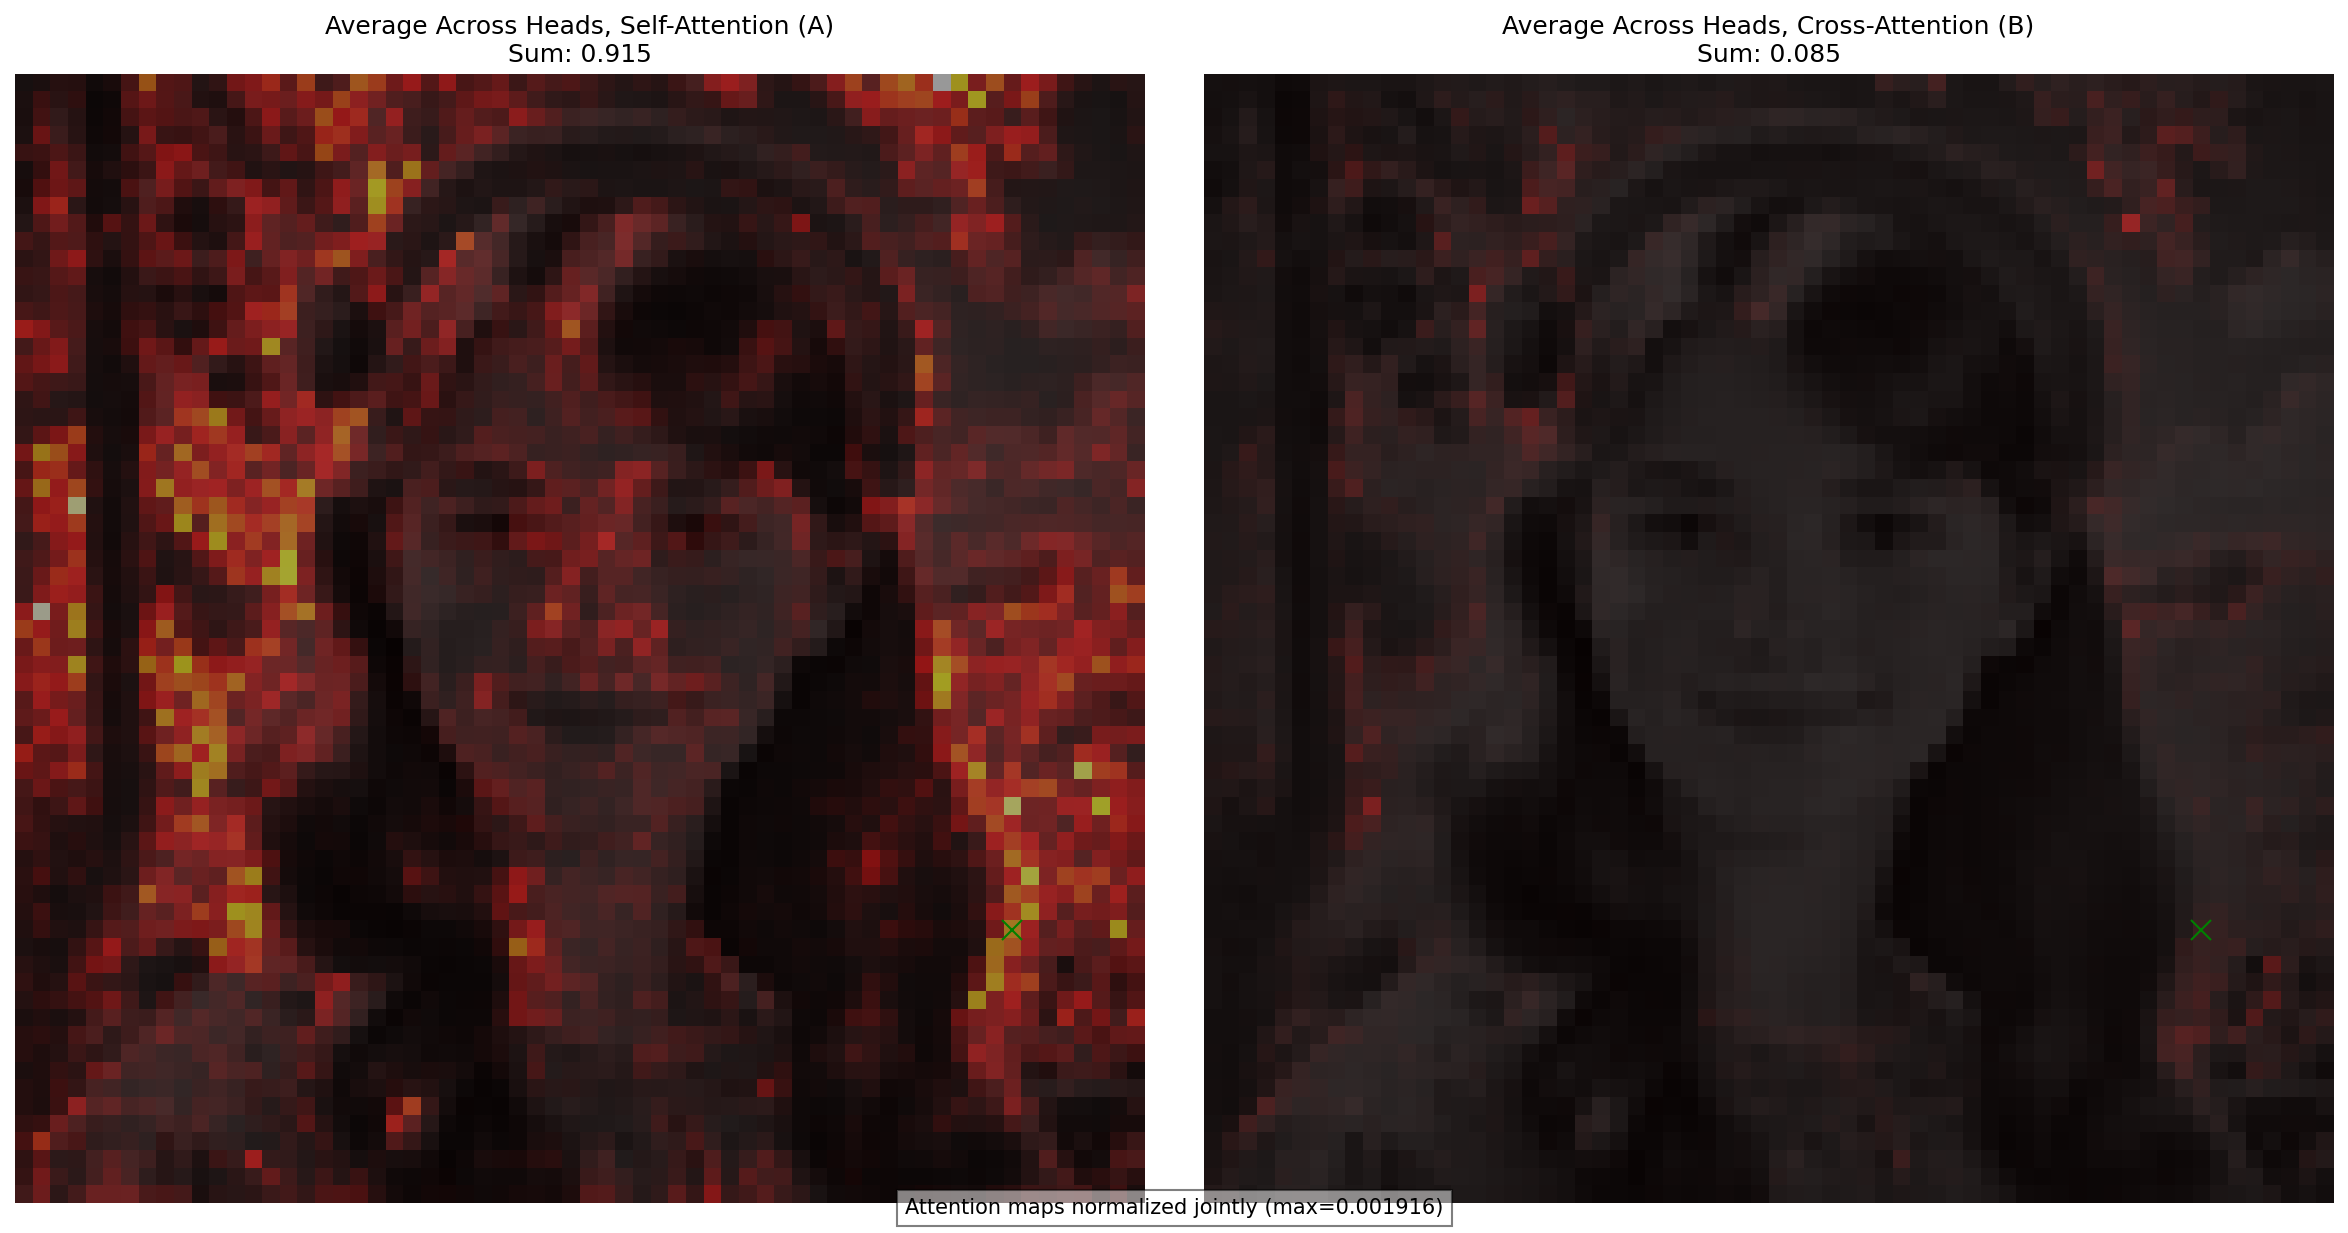 Average Across Heads, Self-Attention (A)
Sum: 0.915
Average Across Heads, Cross-Attention (B)
Sum: 0.085
Attention maps normalized jointly (max=0.001916)